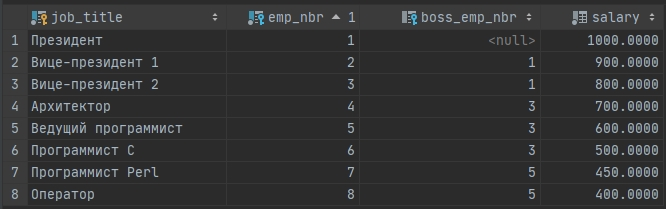 job_title emp_nbr 1 boss_emp_nbr salary
1 Президент 1 <null> 1000.0000
2 Вице-президент 1 2 1 900.0000
3 Вице-президент 2 3 1 800.0000
4 Архитектор 4 3 700.0000
5 Ведущий программист 5 3 600.0000
6 Программист C 6 3 500.0000
7 Программист Perl 7 5 450.0000
8 Оператор 8 5 400.0000